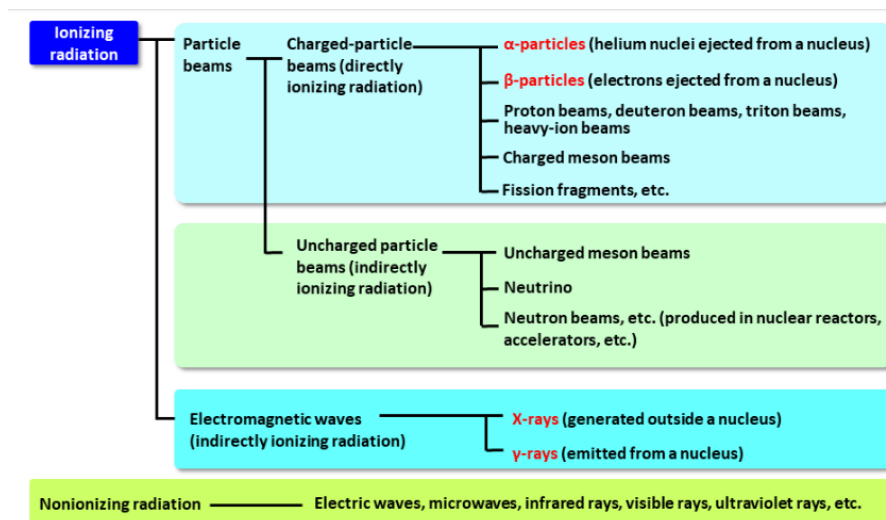 Ionizing
radiation
Particle
beams
Charged-particle
beams (directly
ionizing radiation)
α-particles (helium nuclei ejected from a nucleus)
β-particles (electrons ejected from a nucleus)
Proton beams, deuteron beams, triton beams,
heavy-ion beams
Charged meson beams
Fission fragments, etc.
Uncharged particle
beams (indirectly
ionizing radiation)
Uncharged meson beams
Neutrino
Neutron beams, etc. (produced in nuclear reactors,
accelerators, etc.)
Electromagnetic waves
(indirectly ionizing radiation)
X-rays (generated outside a nucleus)
γ-rays (emitted from a nucleus)
Nonionizing radiation
Electric waves, microwaves, infrared rays, visible rays, ultraviolet rays, etc.